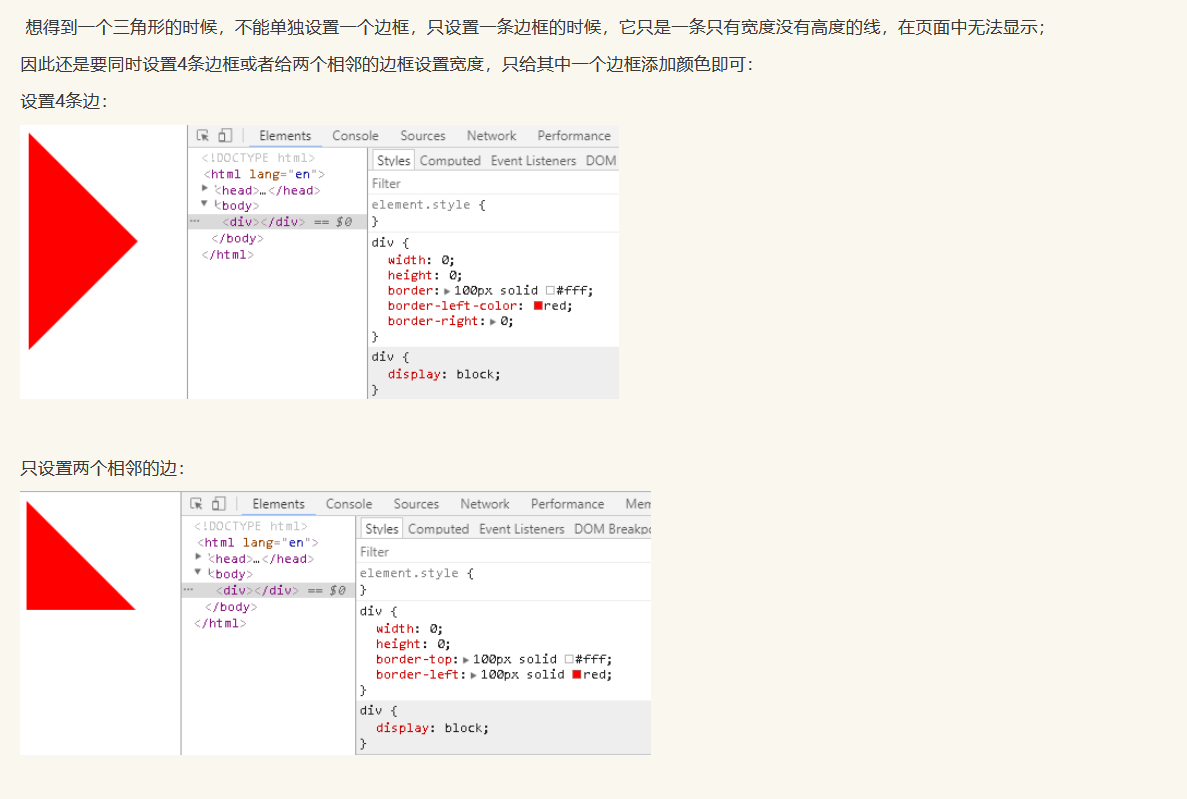 想得到一个三角形的时候，不能单独设置一个边框，只设置一条边框的时候，它只是一条只有宽度没有高度的线，在页面中无法显示；
因此还是要同时设置4条边框或者给两个相邻的边框设置宽度，只给其中一个边框添加颜色即可：
设置4条边：
Elements Console Sources Network Performance
<!DOCTYPE html>
<html lang="en">
<head>…</head>
<body>
<div></div> == $0
</body>
</html>
Styles Computed Event Listeners DOM
Filter
element.style {
}
div {
width: 0;
height: 0;
border: 100px solid #fff;
border-left-color: red;
border-right: 0;
}
div {
display: block;
}
只设置两个相邻的边：
Elements Console Sources Network Performance Mem
<!DOCTYPE html>
<html lang="en">
<head>…</head>
<body>
<div></div> == $0
</body>
</html>
Styles Computed Event Listeners DOM Breakpo
Filter
element.style {
}
div {
width: 0;
height: 0;
border-top: 100px solid #fff;
border-left: 100px solid red;
}
div {
display: block;
}